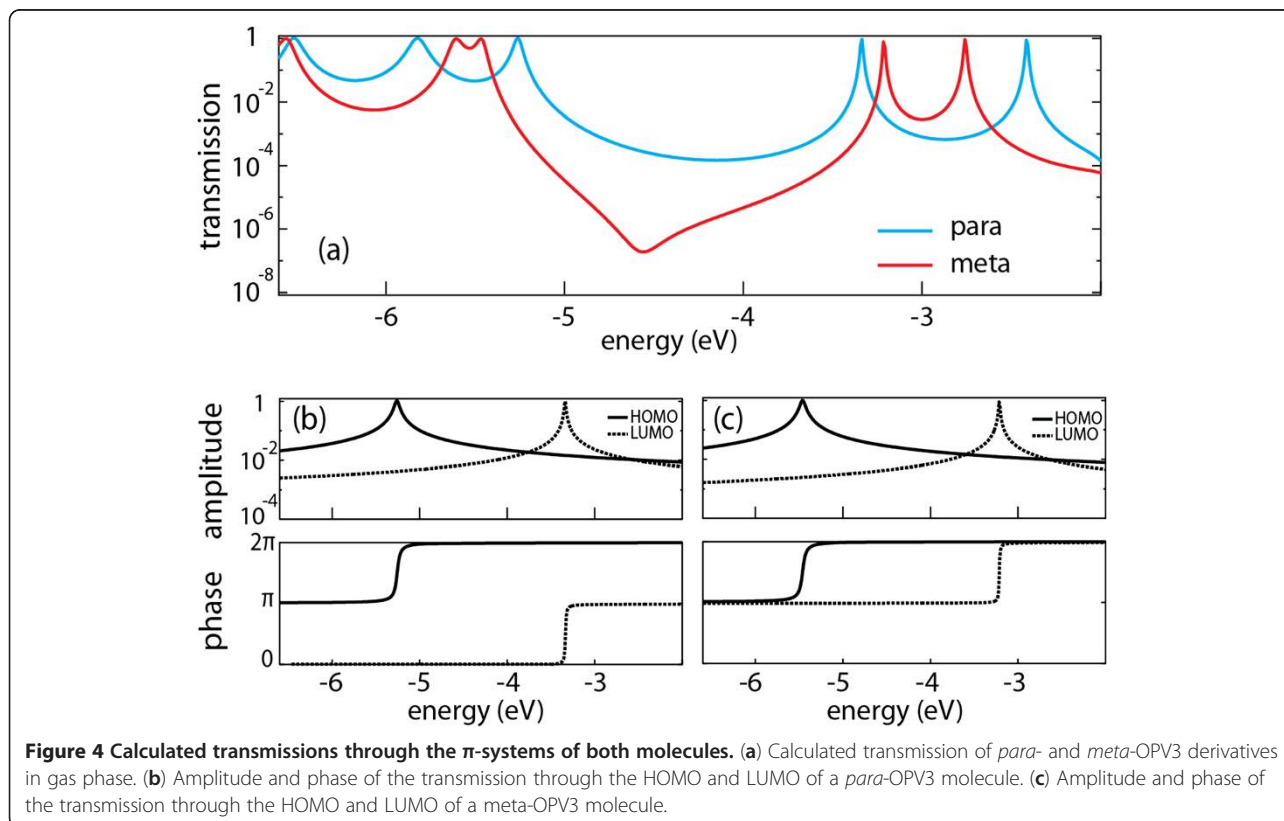 1
10-2
10-4
10-6
10-8
transmission
(a)
para
meta
-6
-5
-4
-3
energy (eV)
(b)
HOMO
LUMO
(c)
HOMO
LUMO
1
10-2
10-4
amplitude
2π
π
0
phase
-6
-5
-4
-3
-6
-5
-4
-3
energy (eV)
energy (eV)
Figure 4 Calculated transmissions through the π-systems of both molecules. (a) Calculated transmission of para- and meta-OPV3 derivatives
in gas phase. (b) Amplitude and phase of the transmission through the HOMO and LUMO of a para-OPV3 molecule. (c) Amplitude and phase of
the transmission through the HOMO and LUMO of a meta-OPV3 molecule.